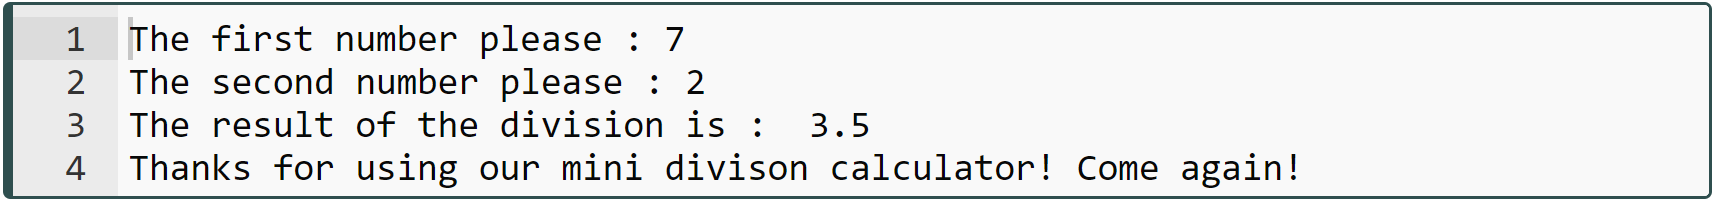 1 The first number please : 7
2 The second number please : 2
3 The result of the division is :  3.5
4 Thanks for using our mini divison calculator! Come again!